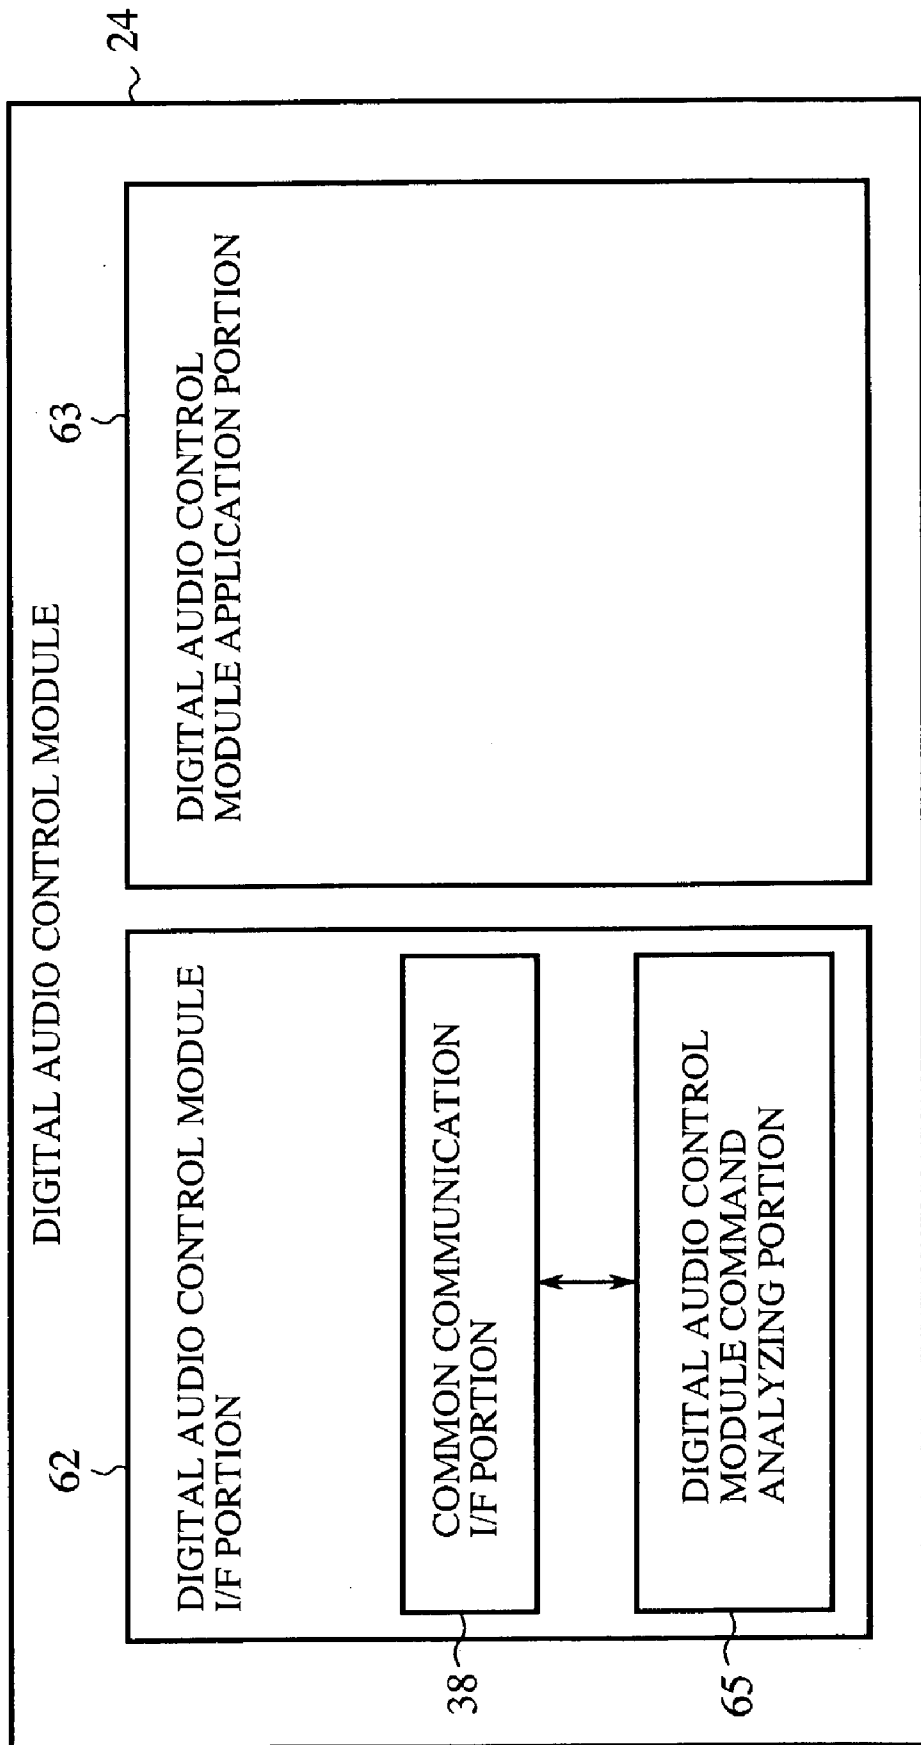 DIGITAL AUDIO CONTROL MODULE
24
62
DIGITAL AUDIO CONTROL MODULE
I/F PORTION
38
COMMON COMMUNICATION
I/F PORTION
65
DIGITAL AUDIO CONTROL
MODULE COMMAND
ANALYZING PORTION
63
DIGITAL AUDIO CONTROL
MODULE APPLICATION PORTION